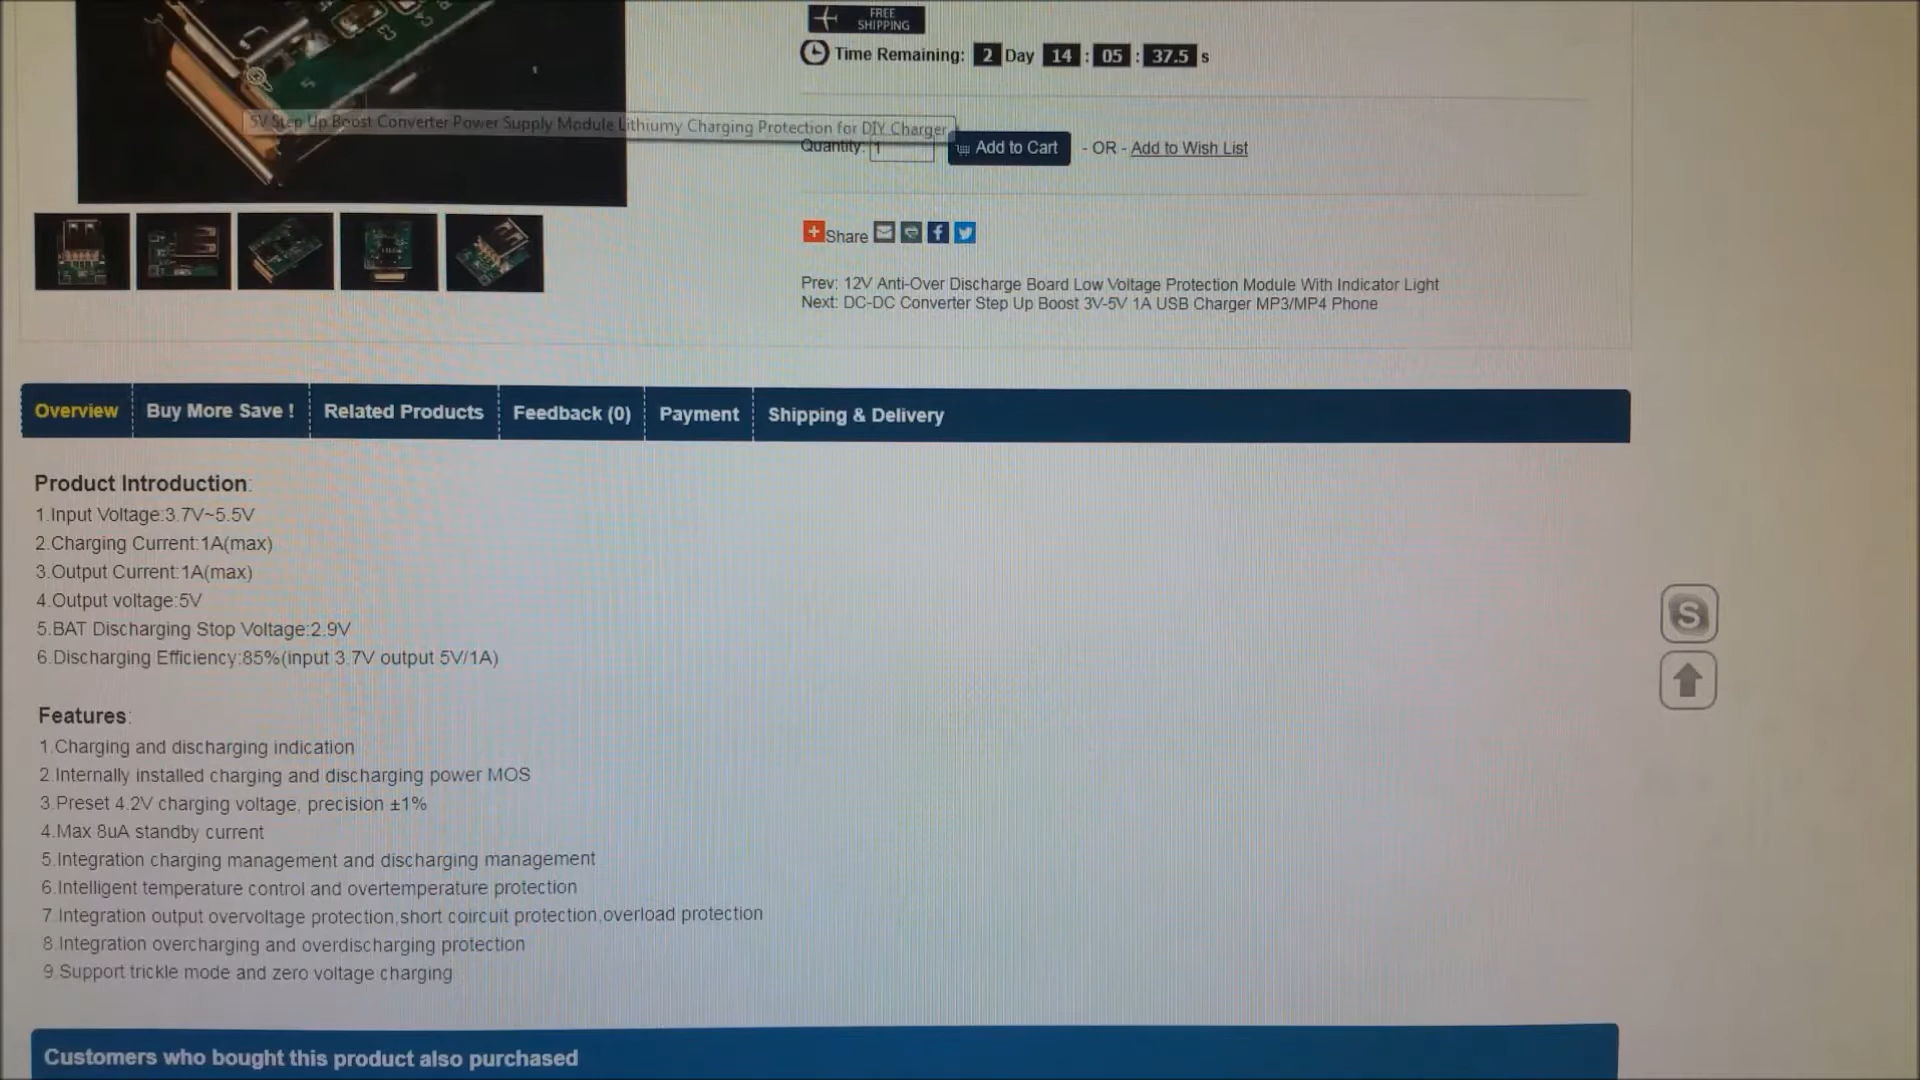 FREE
SHIPPING
Time Remaining: 2 Day 14 : 05 : 37.5 s
5V Step Up Boost Converter Power Supply Module Lithiumy Charging Protection for DIY Charger
Quantity: 1 Add to Cart - OR - Add to Wish List
Share
Prev: 12V Anti-Over Discharge Board Low Voltage Protection Module With Indicator Light
Next: DC-DC Converter Step Up Boost 3V-5V 1A USB Charger MP3/MP4 Phone
Overview Buy More Save ! Related Products Feedback (0) Payment Shipping & Delivery
Product Introduction:
1.Input Voltage:3.7V~5.5V
2.Charging Current:1A(max)
3.Output Current:1A(max)
4.Output voltage:5V
5.BAT Discharging Stop Voltage:2.9V
6.Discharging Efficiency:85%(input 3.7V output 5V/1A)
Features:
1.Charging and discharging indication
2.Internally installed charging and discharging power MOS
3.Preset 4.2V charging voltage, precision ±1%
4.Max 8uA standby current
5.Integration charging management and discharging management
6.Intelligent temperature control and overtemperature protection
7.Integration output overvoltage protection,short coircuit protection,overload protection
8.Integration overcharging and overdischarging protection
9.Support trickle mode and zero voltage charging
Customers who bought this product also purchased